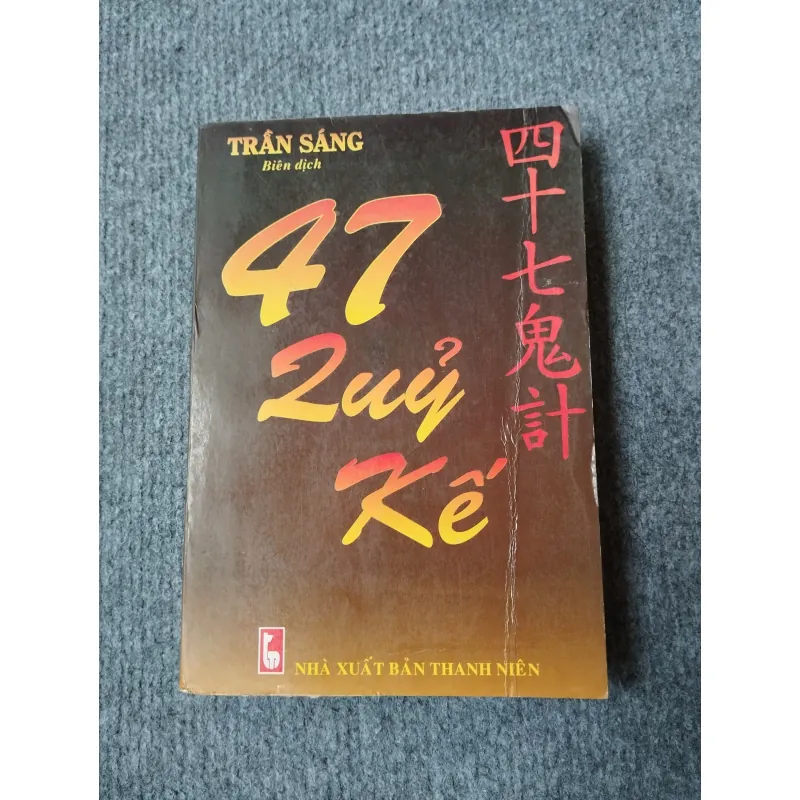 TRẦN SÁNG
Biên dịch
47
Quỷ
Kế
四十七鬼計
NHÀ XUẤT BẢN THANH NIÊN